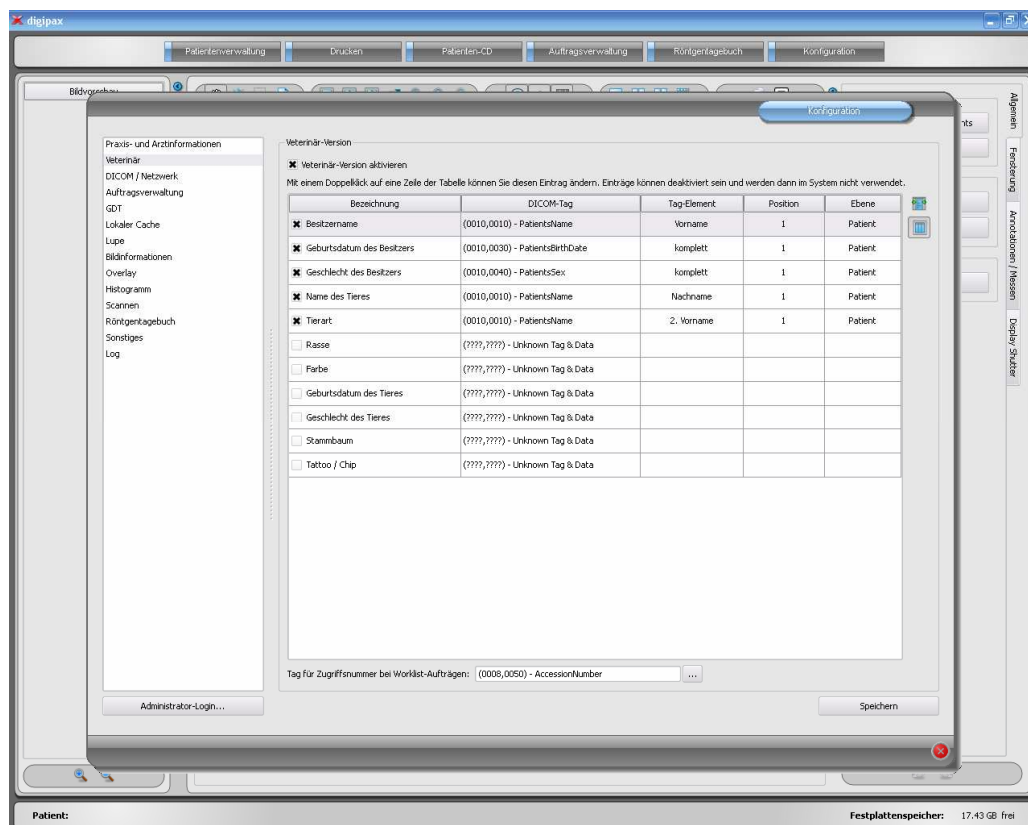 digipax
Patientenverwaltung Drucken Patienten-CD Auftragsverwaltung Röntgentagebuch Konfiguration
Konfiguration
Allgemein
Fensterung
Annotationen / Messen
Display Shutter
Praxis- und Arztinformationen
Veterinär
DICOM / Netzwerk
Auftragsverwaltung
GDT
Lokaler Cache
Lupe
Bildinformationen
Overlay
Histogramm
Scannen
Röntgentagebuch
Sonstiges
Log
Administrator-Login...
Veterinär-Version
Veterinär-Version aktivieren
Mit einem Doppelklick auf eine Zeile der Tabelle können Sie diesen Eintrag ändern. Einträge können deaktiviert sein und werden dann im System nicht verwendet.
Bezeichnung DICOM-Tag Tag-Element Position Ebene
Besitzername (0010,0010) - PatientsName Vorname 1 Patient
Geburtsdatum des Besitzers (0010,0030) - PatientsBirthDate komplett 1 Patient
Geschlecht des Besitzers (0010,0040) - PatientsSex komplett 1 Patient
Name des Tieres (0010,0010) - PatientsName Nachname 1 Patient
Tierart (0010,0010) - PatientsName 2. Vorname 1 Patient
Rasse (????,????) - Unknown Tag & Data
Farbe (????,????) - Unknown Tag & Data
Geburtsdatum des Tieres (????,????) - Unknown Tag & Data
Geschlecht des Tieres (????,????) - Unknown Tag & Data
Stammbaum (????,????) - Unknown Tag & Data
Tattoo / Chip (????,????) - Unknown Tag & Data
Tag für Zugriffsnummer bei Worklist-Aufträgen: (0008,0050) - AccessionNumber ...
Speichern
Patient: Festplattenspeicher: 17.43 GB frei